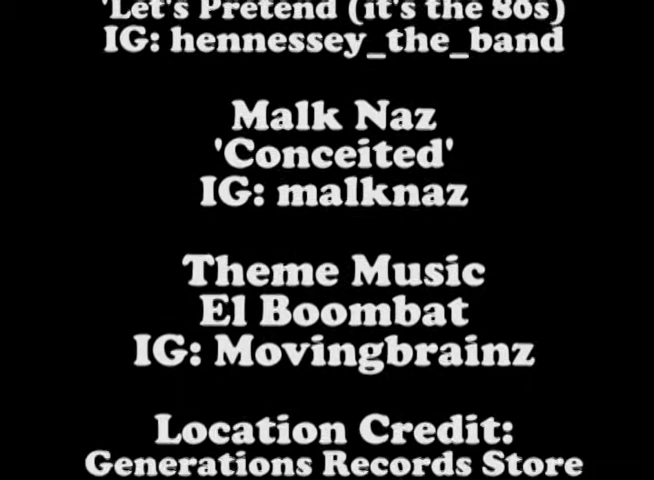 'Let's Pretend (it's the 80s)
IG: hennessey_the_band
Malk Naz
'Conceited'
IG: malknaz
Theme Music
El Boombat
IG: Movingbrainz
Location Credit:
Generations Records Store